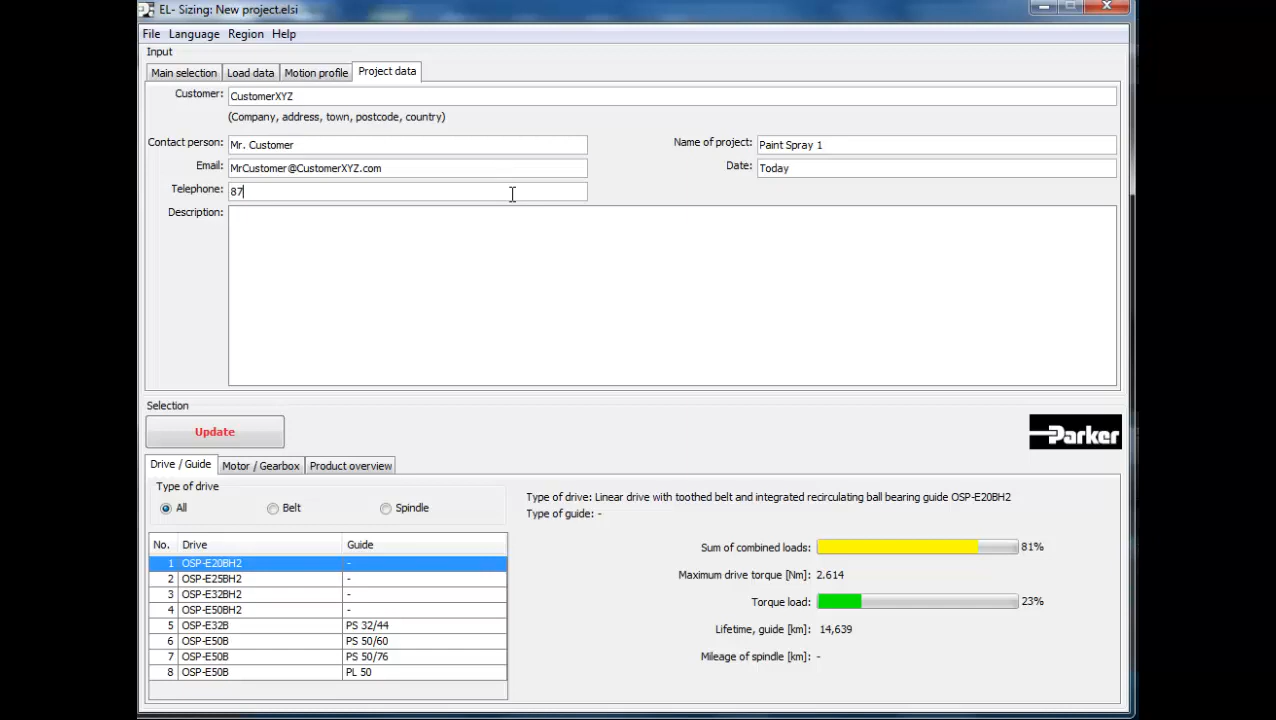 EL- Sizing: New project.elsi
File Language Region Help
Input
Main selection Load data Motion profile Project data
Customer: CustomerXYZ
(Company, address, town, postcode, country)
Contact person: Mr. Customer Name of project: Paint Spray 1
Email: MrCustomer@CustomerXYZ.com Date: Today
Telephone: 87
Description:
Selection
Update
Parker
Drive / Guide Motor / Gearbox Product overview
Type of drive
All Belt Spindle
Type of drive: Linear drive with toothed belt and integrated recirculating ball bearing guide OSP-E20BH2
Type of guide: -
No. Drive Guide
1 OSP-E20BH2 -
2 OSP-E25BH2 -
3 OSP-E32BH2 -
4 OSP-E50BH2 -
5 OSP-E32B PS 32/44
6 OSP-E50B PS 50/60
7 OSP-E50B PS 50/76
8 OSP-E50B PL 50
Sum of combined loads: 81%
Maximum drive torque [Nm]: 2.614
Torque load: 23%
Lifetime, guide [km]: 14,639
Mileage of spindle [km]: -